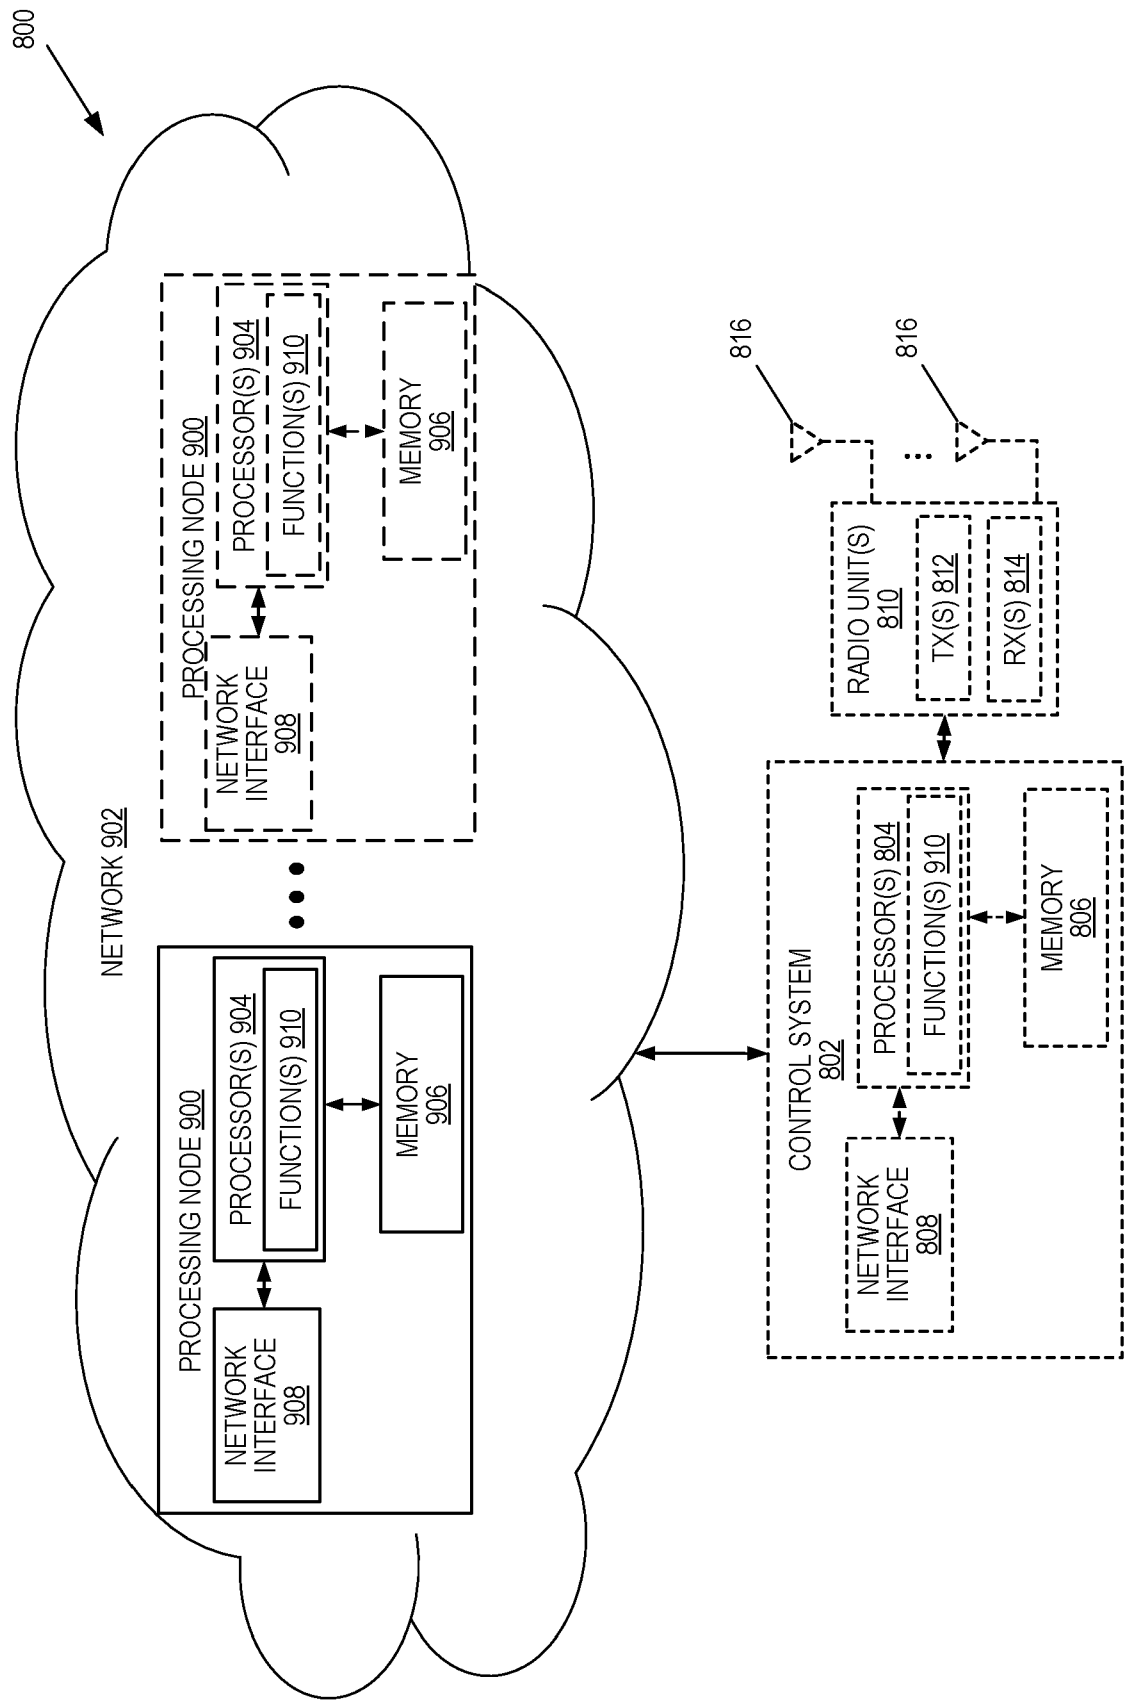 800
NETWORK 902
PROCESSING NODE 900
PROCESSOR(S) 904
FUNCTION(S) 910
MEMORY
906
NETWORK
INTERFACE
908
PROCESSING NODE 900
PROCESSOR(S) 904
FUNCTION(S) 910
MEMORY
906
NETWORK
INTERFACE
908
CONTROL SYSTEM
802
PROCESSOR(S) 804
FUNCTION(S) 910
MEMORY
806
NETWORK
INTERFACE
808
RADIO UNIT(S)
810
TX(S) 812
RX(S) 814
816
816